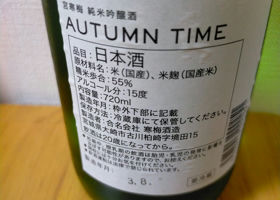 宮寒梅 純米吟醸酒
AUTUMN TIME
品目:日本酒
原材料名:米(国産)、米麹(国産米)
精米歩合:55%
アルコール分:15度
内容量:720ml
製造年月:枠外下部に記載
保存方法:冷蔵庫にて保管してください。
製造者:合名会社 寒梅酒造
宮城県大崎市古川柏崎字境田15
飲酒は20歳になってから。
製造年月 3.8.